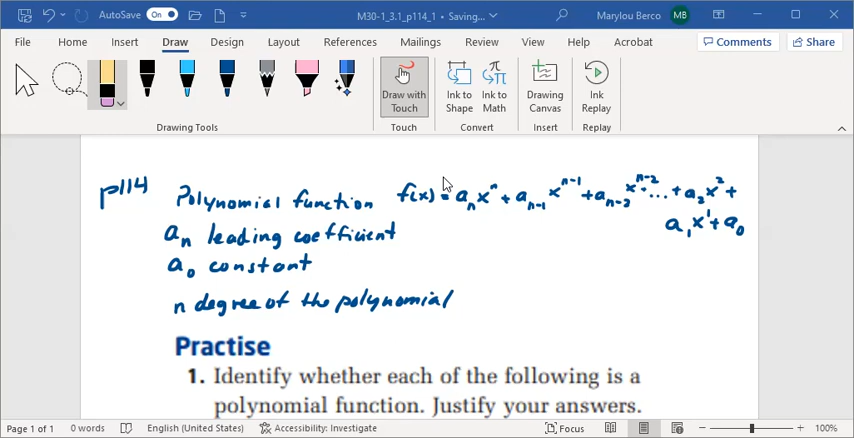 AutoSave On M30-1_3.1_p114_1 • Saving... Marylou Berco MB
File Home Insert Draw Design Layout References Mailings Review View Help Acrobat Comments Share
Draw with Touch Ink to Shape Ink to Math Drawing Canvas Ink Replay
Drawing Tools Touch Convert Insert Replay
p114 Polynomial function f(x) = aₙxⁿ + aₙ₋₁xⁿ⁻¹ + aₙ₋₂xⁿ⁻² ... + a₂x² +
a₁x¹ + a₀
aₙ leading coefficient
a₀ constant
n degree of the polynomial
Practise
1. Identify whether each of the following is a
polynomial function. Justify your answers.
Page 1 of 1 0 words English (United States) Accessibility: Investigate Focus 100%